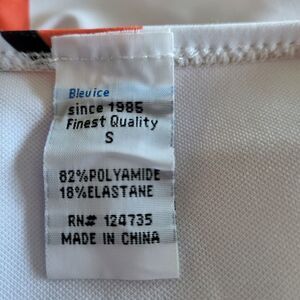 Bleuice
since 1985
Finest Quality
S
82%POLYAMIDE
18%ELASTANE
RN# 124735
MADE IN CHINA